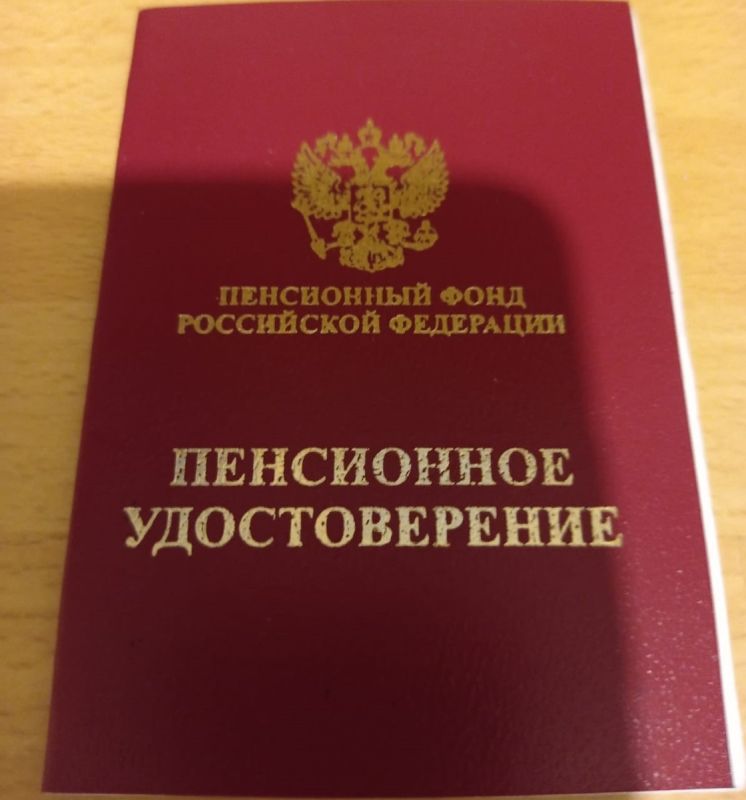 ПЕНСИОННЫЙ ФОНД
РОССИЙСКОЙ ФЕДЕРАЦИИ
ПЕНСИОННОЕ
УДОСТОВЕРЕНИЕ